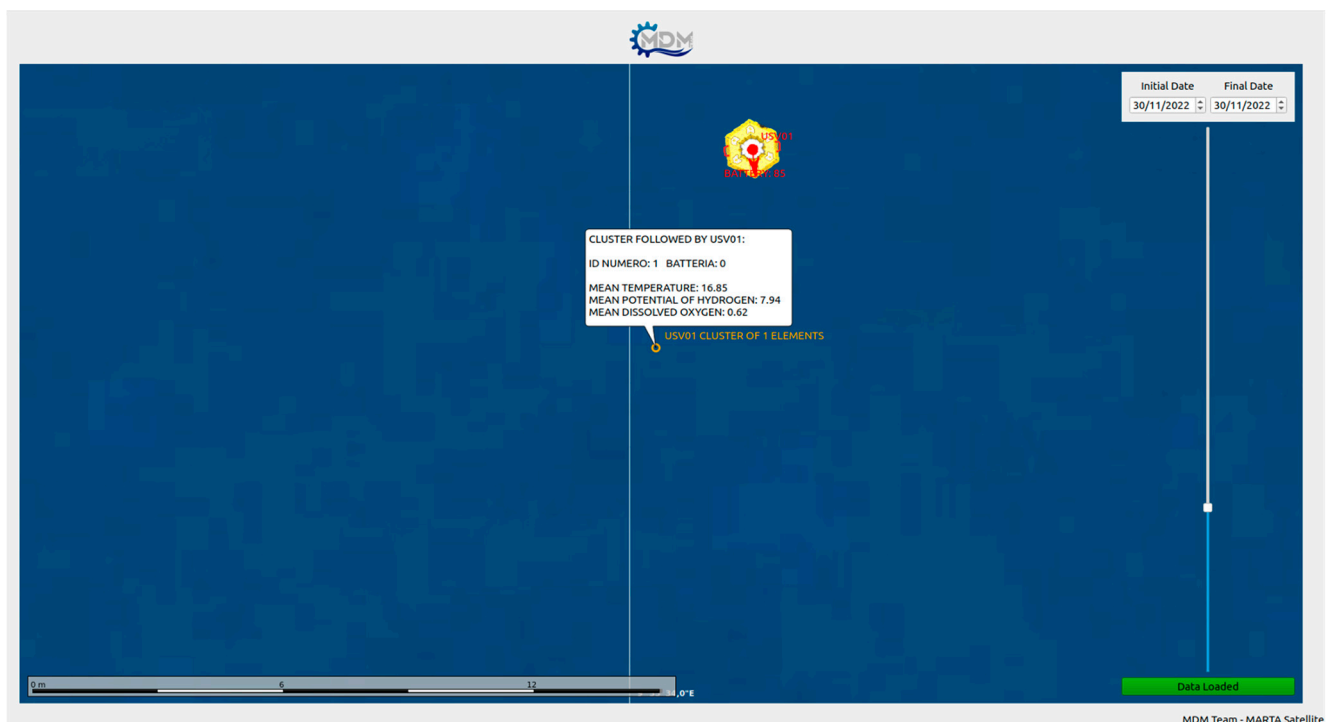 MDM
Initial Date Final Date
30/11/2022 30/11/2022
USV01
BATTERY:85
CLUSTER FOLLOWED BY USV01:
ID NUMERO: 1 BATTERIA: 0
MEAN TEMPERATURE: 16.85
MEAN POTENTIAL OF HYDROGEN: 7.94
MEAN DISSOLVED OXYGEN: 0.62
USV01 CLUSTER OF 1 ELEMENTS
0 m 6 12
Data Loaded
MDM Team - MARTA Satellite